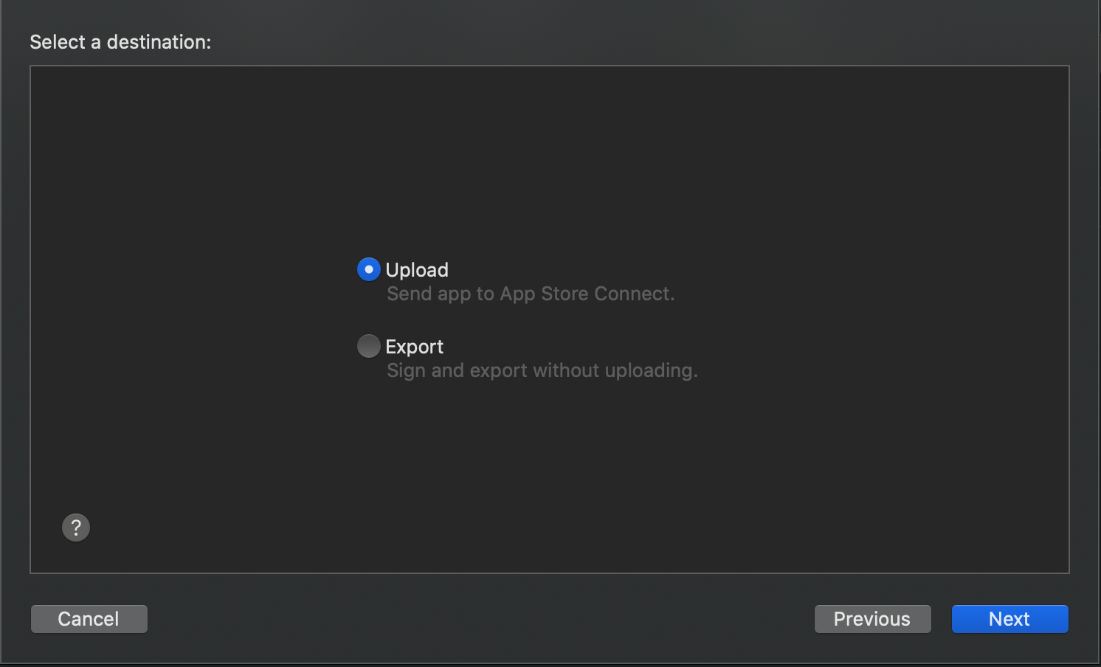 Select a destination:
Upload
Send app to App Store Connect.
Export
Sign and export without uploading.
?
Cancel
Previous
Next